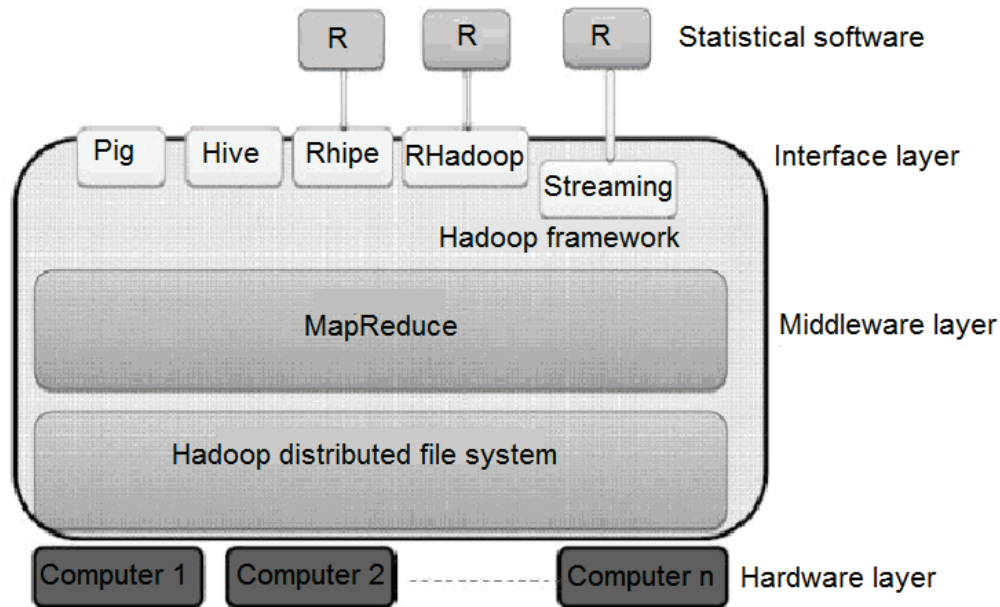 R
R
R
Statistical software
Pig
Hive
Rhipe
RHadoop
Streaming
Interface layer
Hadoop framework
MapReduce
Middleware layer
Hadoop distributed file system
Computer 1
Computer 2
Computer n
Hardware layer